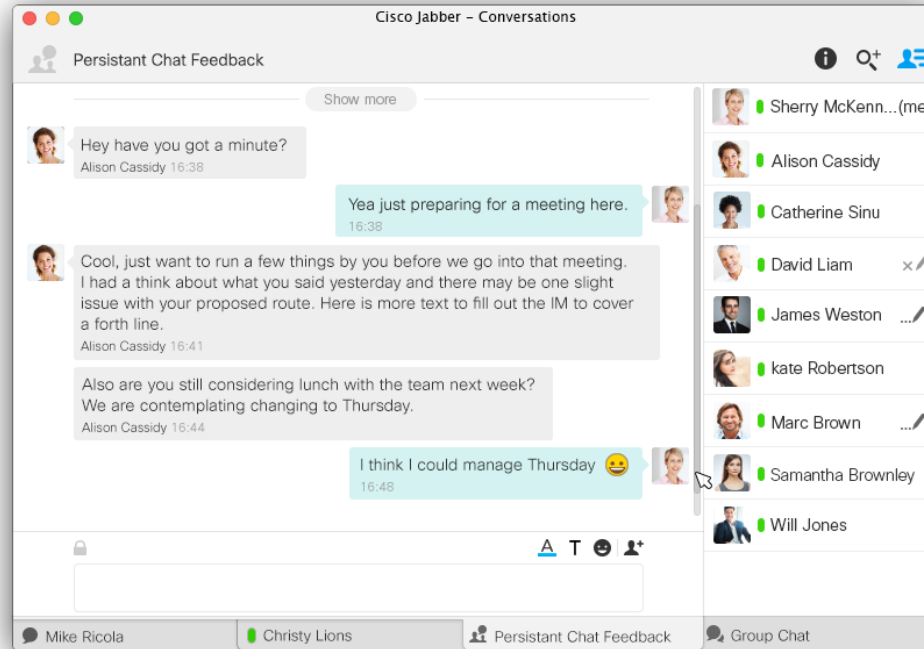 Cisco Jabber – Conversations
Persistant Chat Feedback
Show more
Hey have you got a minute?
Alison Cassidy 16:38
Yea just preparing for a meeting here.
16:38
Cool, just want to run a few things by you before we go into that meeting.
I had a think about what you said yesterday and there may be one slight
issue with your proposed route. Here is more text to fill out the IM to cover
a forth line.
Alison Cassidy 16:41
Also are you still considering lunch with the team next week?
We are contemplating changing to Thursday.
Alison Cassidy 16:44
I think I could manage Thursday
16:48
Sherry McKenn...(me
Alison Cassidy
Catherine Sinu
David Liam
James Weston ...
kate Robertson
Marc Brown ...
Samantha Brownley
Will Jones
A T
Mike Ricola
Christy Lions
Persistant Chat Feedback
Group Chat